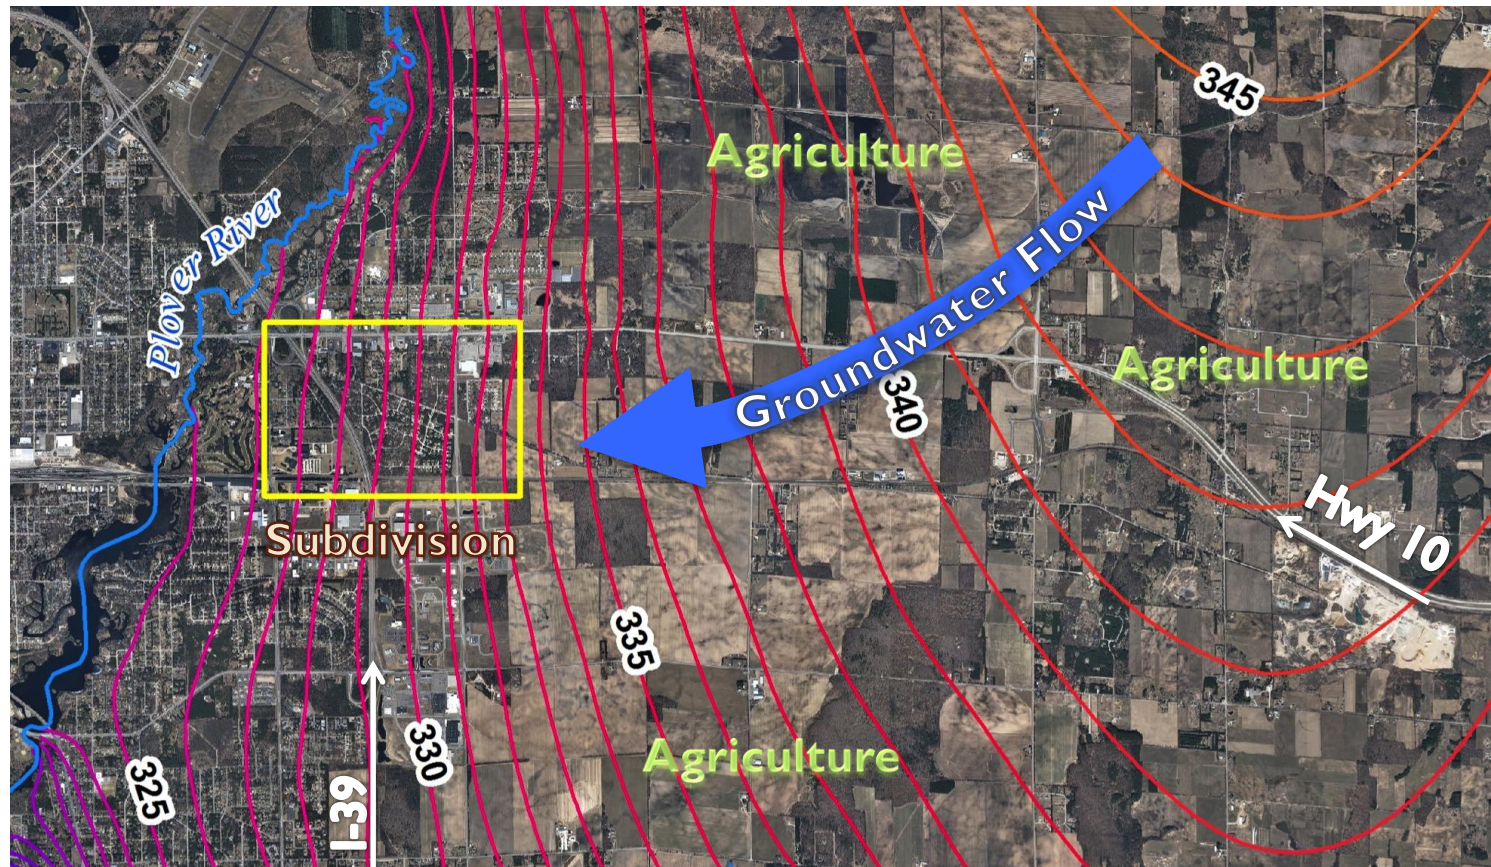 345
Agriculture
Plover River
Groundwater Flow
Agriculture
340
Hwy 10
Subdivision
335
330
Agriculture
325
I-39